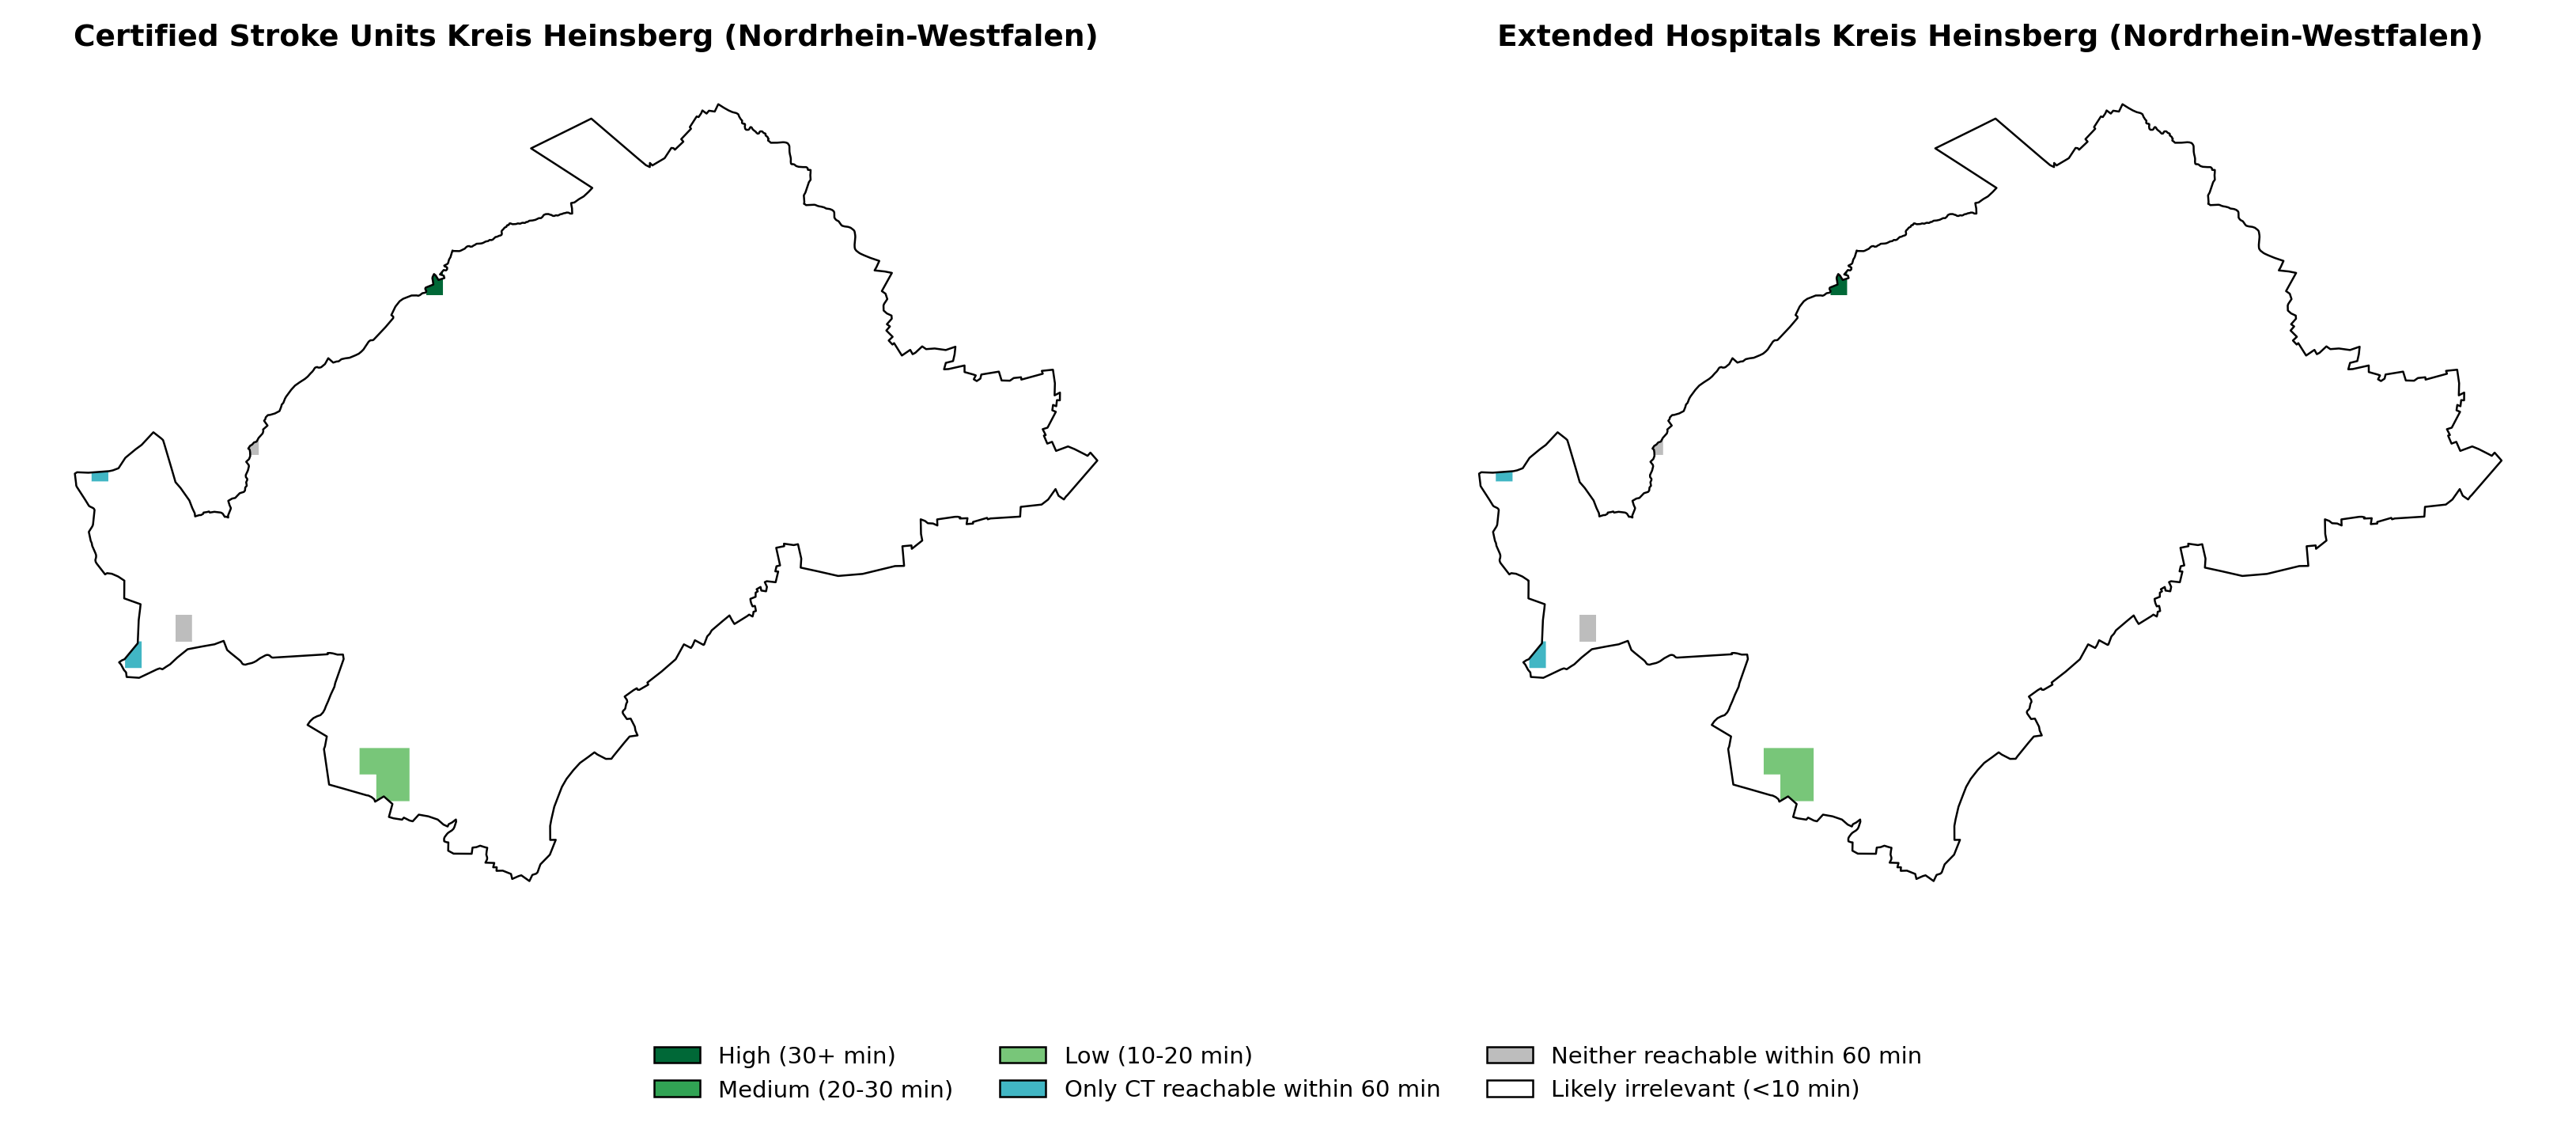 Certified Stroke Units Kreis Heinsberg (Nordrhein-Westfalen)
Extended Hospitals Kreis Heinsberg (Nordrhein-Westfalen)
High (30+ min)
Medium (20-30 min)
Low (10-20 min)
Only CT reachable within 60 min
Neither reachable within 60 min
Likely irrelevant (<10 min)